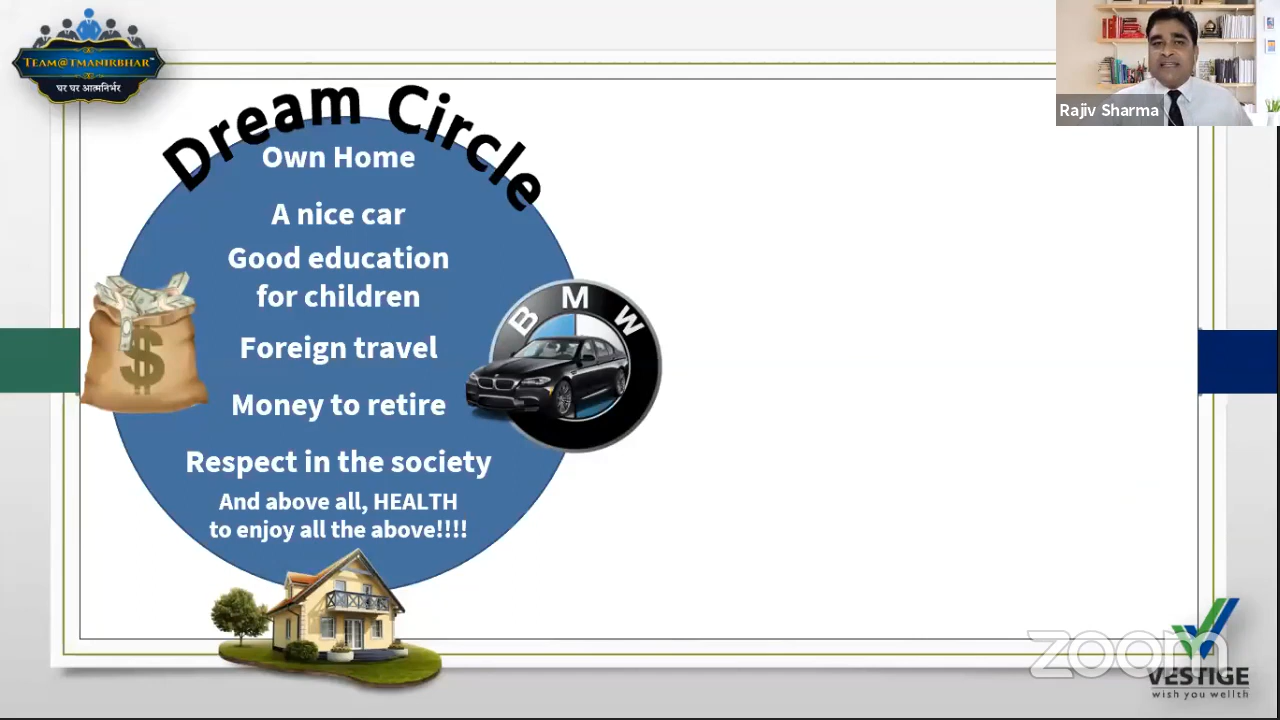 TEAM@TMANIRBHAR™
घर घर आत्मनिर्भर
Rajiv Sharma
Dream Circle
Own Home
A nice car
Good education
for children
Foreign travel
Money to retire
Respect in the society
And above all, HEALTH
to enjoy all the above!!!!
$
BMW
zoom
VESTIGE
wish you wellth